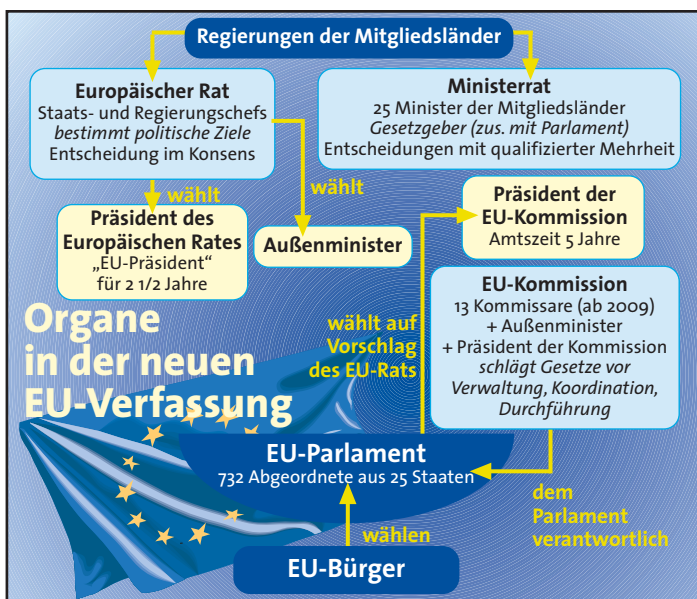 Regierungen der Mitgliedsländer
Europäischer Rat
Staats- und Regierungschefs
bestimmt politische Ziele
Entscheidung im Konsens
Ministerrat
25 Minister der Mitgliedsländer
Gesetzgeber (zus. mit Parlament)
Entscheidungen mit qualifizierter Mehrheit
wählt
wählt
Präsident des
Europäischen Rates
„EU-Präsident“
für 2 1/2 Jahre
Außenminister
Präsident der
EU-Kommission
Amtszeit 5 Jahre
EU-Kommission
13 Kommissare (ab 2009)
+ Außenminister
+ Präsident der Kommission
schlägt Gesetze vor
Verwaltung, Koordination,
Durchführung
Organe
in der neuen
EU-Verfassung
wählt auf
Vorschlag
des EU-Rats
EU-Parlament
732 Abgeordnete aus 25 Staaten
dem
Parlament
verantwortlich
wählen
EU-Bürger